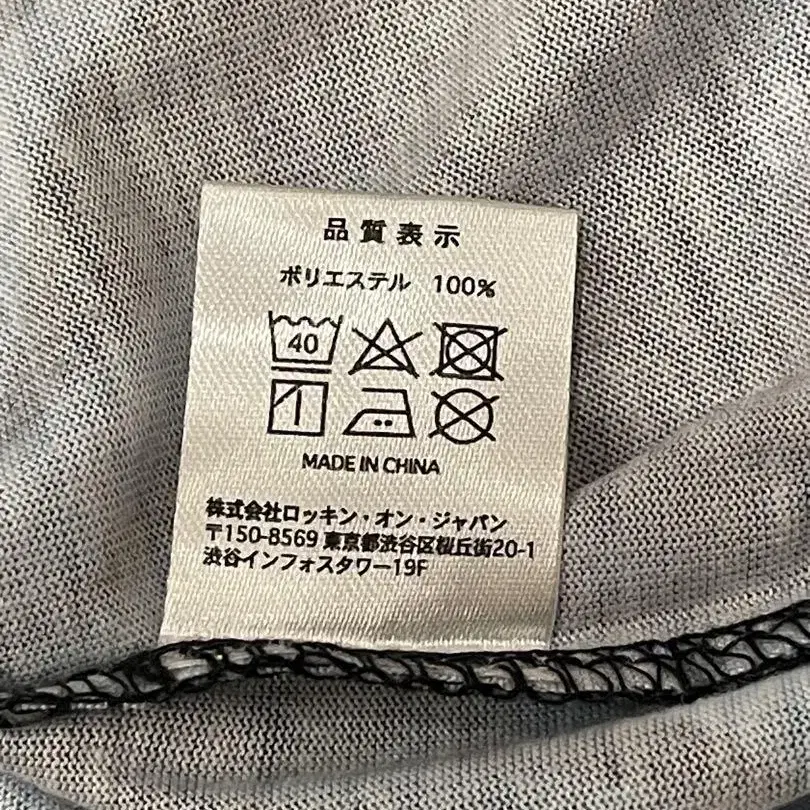 品質表示
ポリエステル 100%
40
MADE IN CHINA
株式会社ロッキン・オン・ジャパン
〒150-8569 東京都渋谷区桜丘街20-1
渋谷インフォスタワー19F